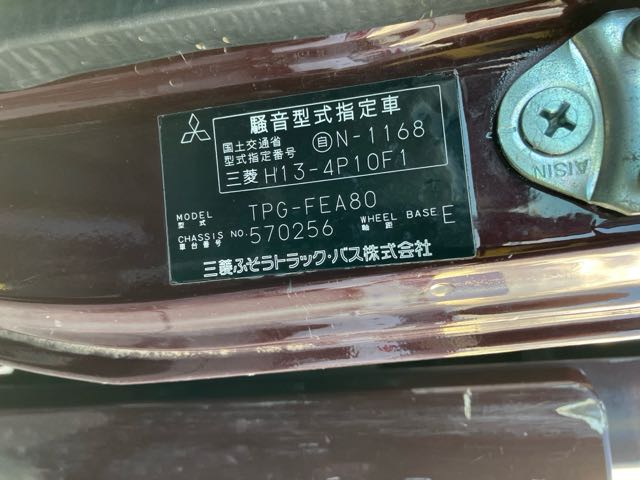 騒音型式指定車
国土交通省
型式指定番号
自N-1168
三菱 H13-4P10F1
MODEL
型式
TPG-FEA80
CHASSIS NO.
車台番号
570256
WHEEL BASE
軸距
E
三菱ふそうトラック・バス株式会社
AISIN